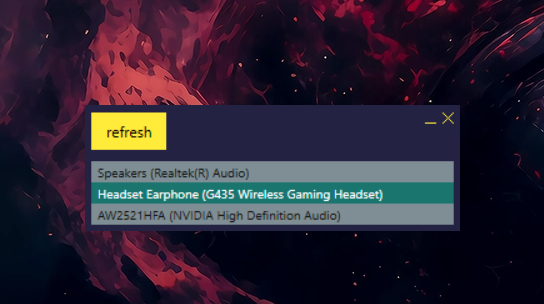 refresh
Speakers (Realtek(R) Audio)
Headset Earphone (G435 Wireless Gaming Headset)
AW2521HFA (NVIDIA High Definition Audio)